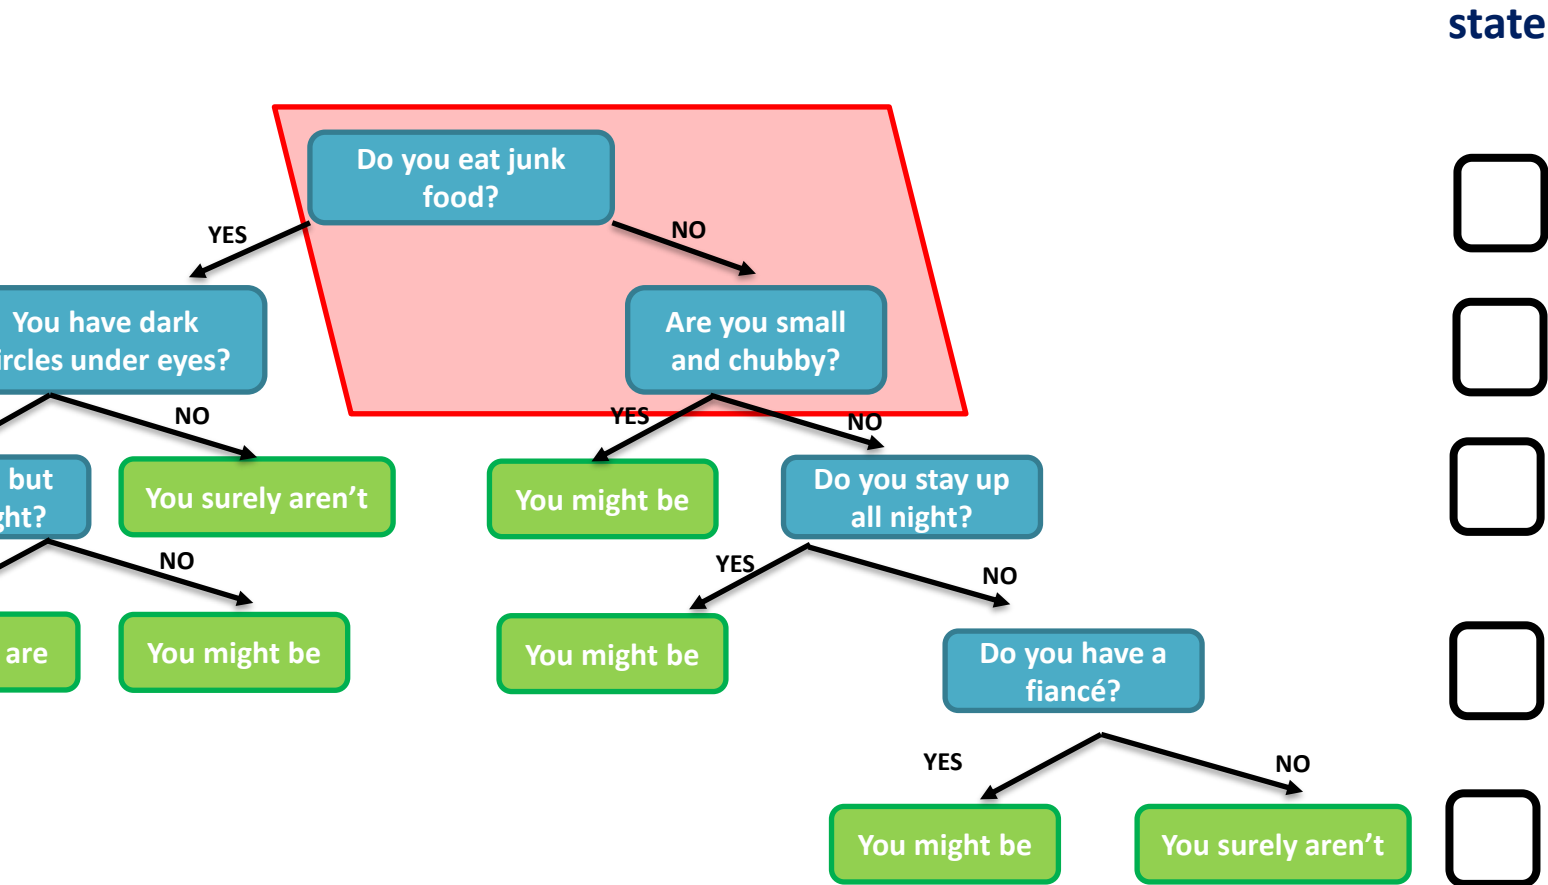 state
Do you eat junk
food?
YES
NO
You have dark
ircles under eyes?
Are you small
and chubby?
NO
YES
NO
but
ght?
You surely aren't
You might be
Do you stay up
all night?
NO
YES
NO
are
You might be
You might be
Do you have a
fiancé?
YES
NO
You might be
You surely aren't